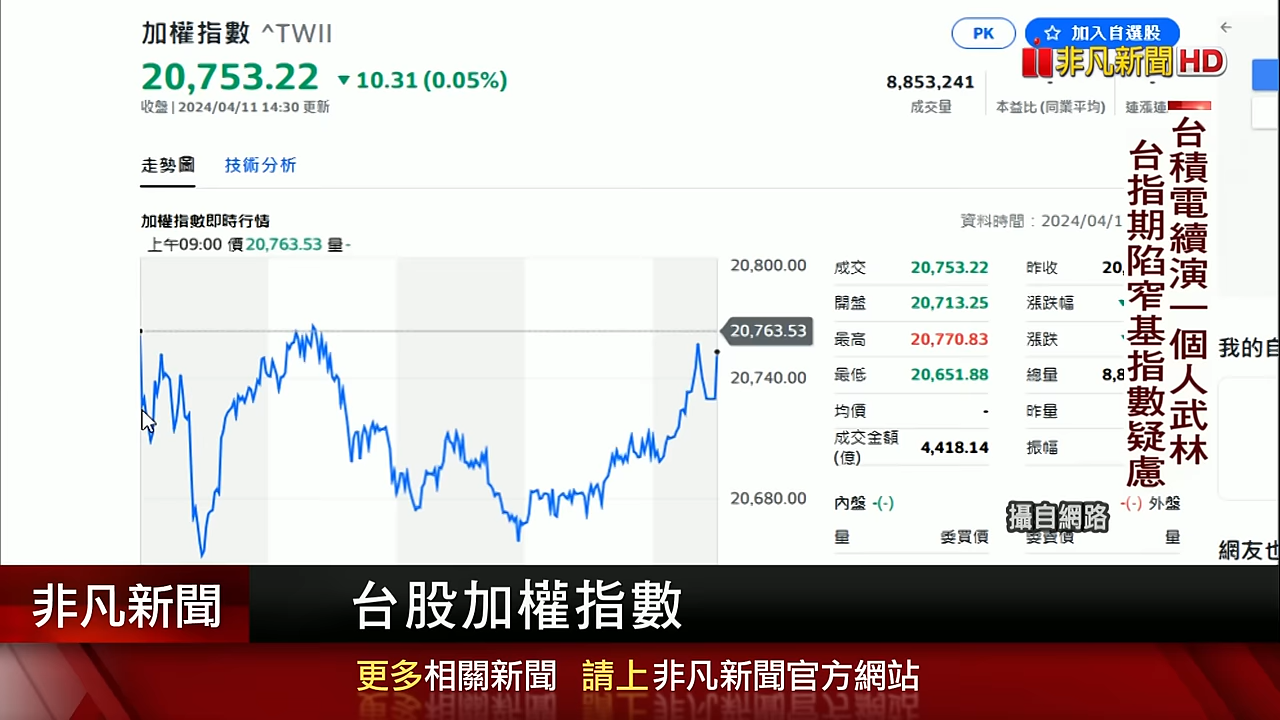 加權指數 ^TWII
PK
加入自選股
非凡新聞HD
20,753.22 10.31 (0.05%)
收盤 | 2024/04/11 14:30 更新
8,853,241
成交量
-
本益比 (同業平均)
-
連漲連
走勢圖
技術分析
加權指數即時行情
資料時間：2024/04/1
上午09:00 價 20,763.53 量 -
20,800.00
20,763.53
20,740.00
20,680.00
成交 20,753.22
開盤 20,713.25
最高 20,770.83
最低 20,651.88
均價 -
成交金額(億) 4,418.14
昨收 20,
漲跌幅
漲跌
總量 8,8
昨量
振幅
內盤 -(-)
-(-) 外盤
量 委買價
委賣價 量
台積電續演一個人武林
台指期陷窄基指數疑慮
我的自
網友也
攝自網路
非凡新聞
台股加權指數
更多相關新聞 請上非凡新聞官方網站